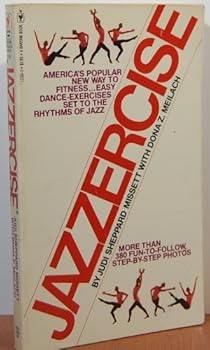 AMERICA'S POPULAR
NEW WAY TO
FITNESS...EASY
DANCE-EXERCISES
SET TO THE
RHYTHMS OF JAZZ
JAZZERCISE
BY JUDI SHEPPARD MISSETT WITH DONA Z. MEILACH
MORE THAN
380 FUN-TO-FOLLOW,
STEP-BY-STEP PHOTOS
JAZZERCISE